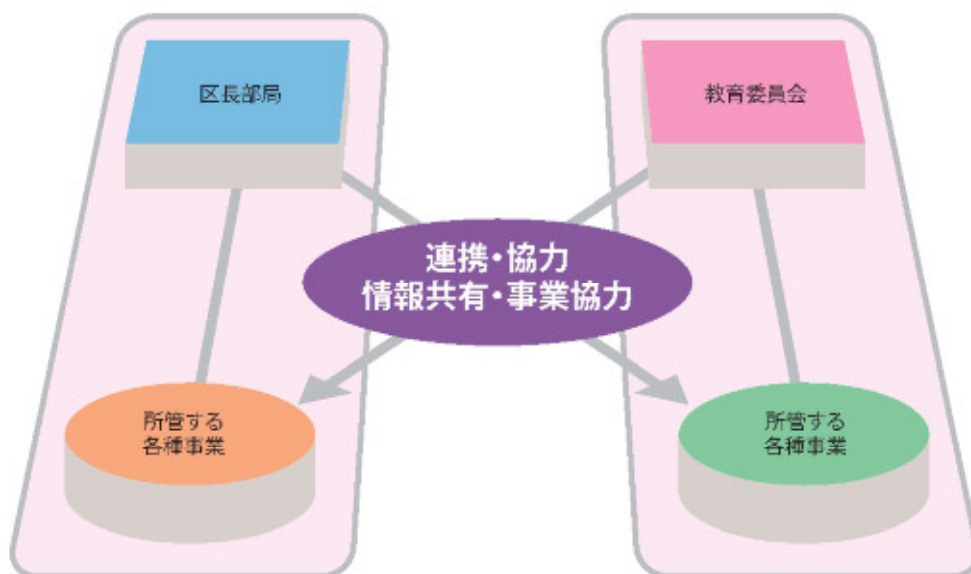 区長部局
教育委員会
連携・協力
情報共有・事業協力
所管する
各種事業
所管する
各種事業